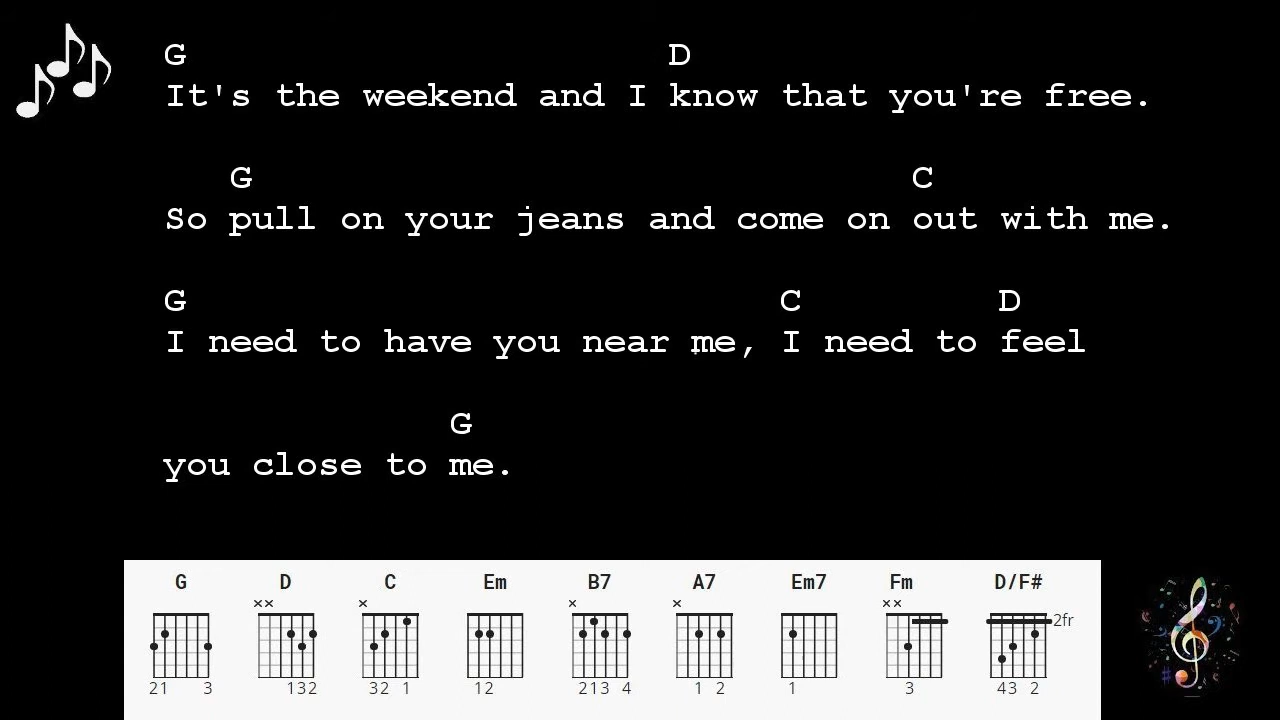 G D
It's the weekend and I know that you're free.
G C
So pull on your jeans and come on out with me.
G C D
I need to have you near me, I need to feel
G
you close to me.
G D C Em B7 A7 Em7 Fm D/F#
×× × × × ××
2fr
21 3 132 32 1 12 213 4 1 2 1 3 43 2